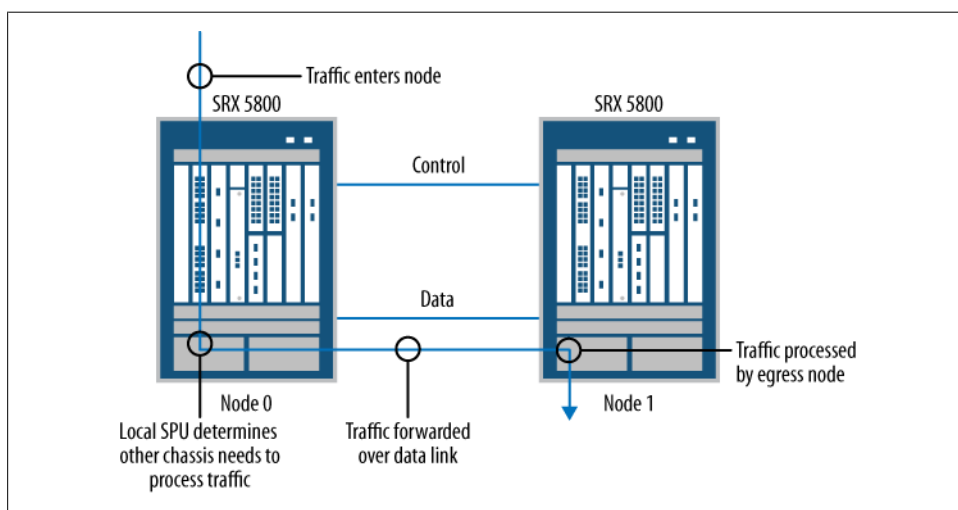 Traffic enters node
SRX 5800
SRX 5800
Control
Data
Traffic processed
by egress node
Node 0
Node 1
Local SPU determines
other chassis needs to
process traffic
Traffic forwarded
over data link